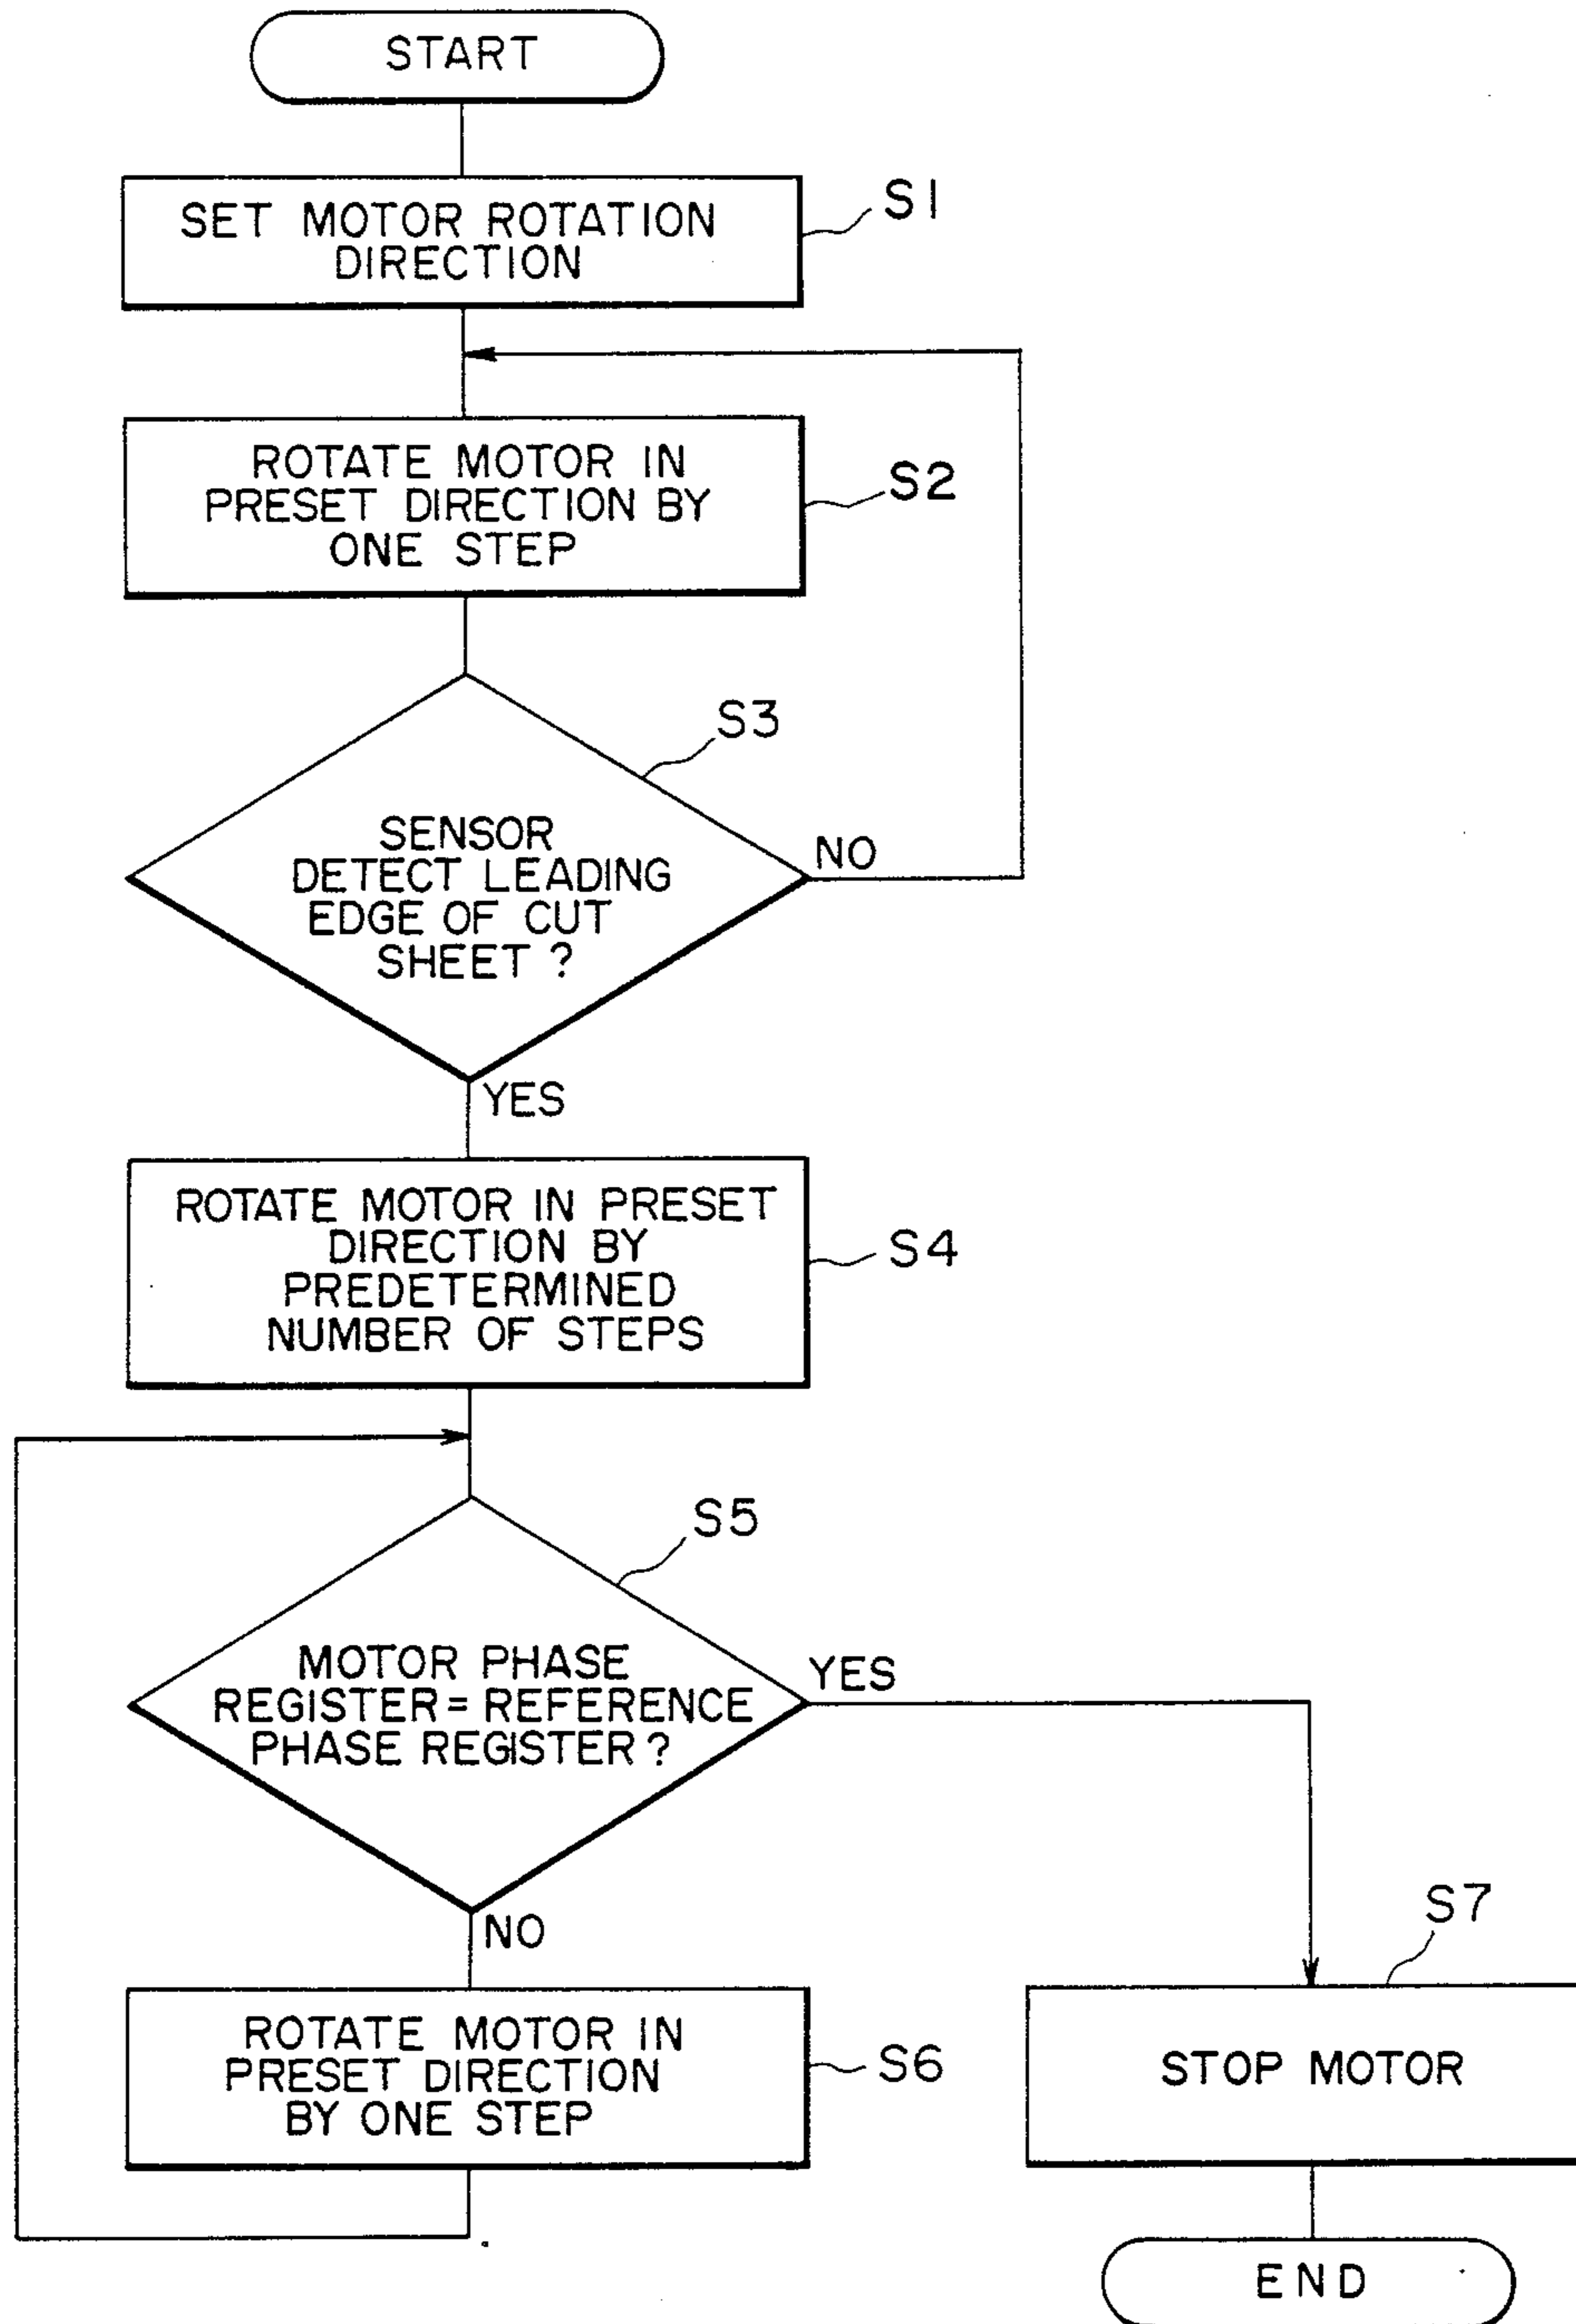 START
SET MOTOR ROTATION
DIRECTION
S1
ROTATE MOTOR IN
PRESET DIRECTION BY
ONE STEP
S2
S3
SENSOR
DETECT LEADING
EDGE OF CUT
SHEET ?
NO
YES
ROTATE MOTOR IN PRESET
DIRECTION BY
PREDETERMINED
NUMBER OF STEPS
S4
S5
MOTOR PHASE
REGISTER = REFERENCE
PHASE REGISTER ?
YES
NO
ROTATE MOTOR IN
PRESET DIRECTION
BY ONE STEP
S6
S7
STOP MOTOR
END